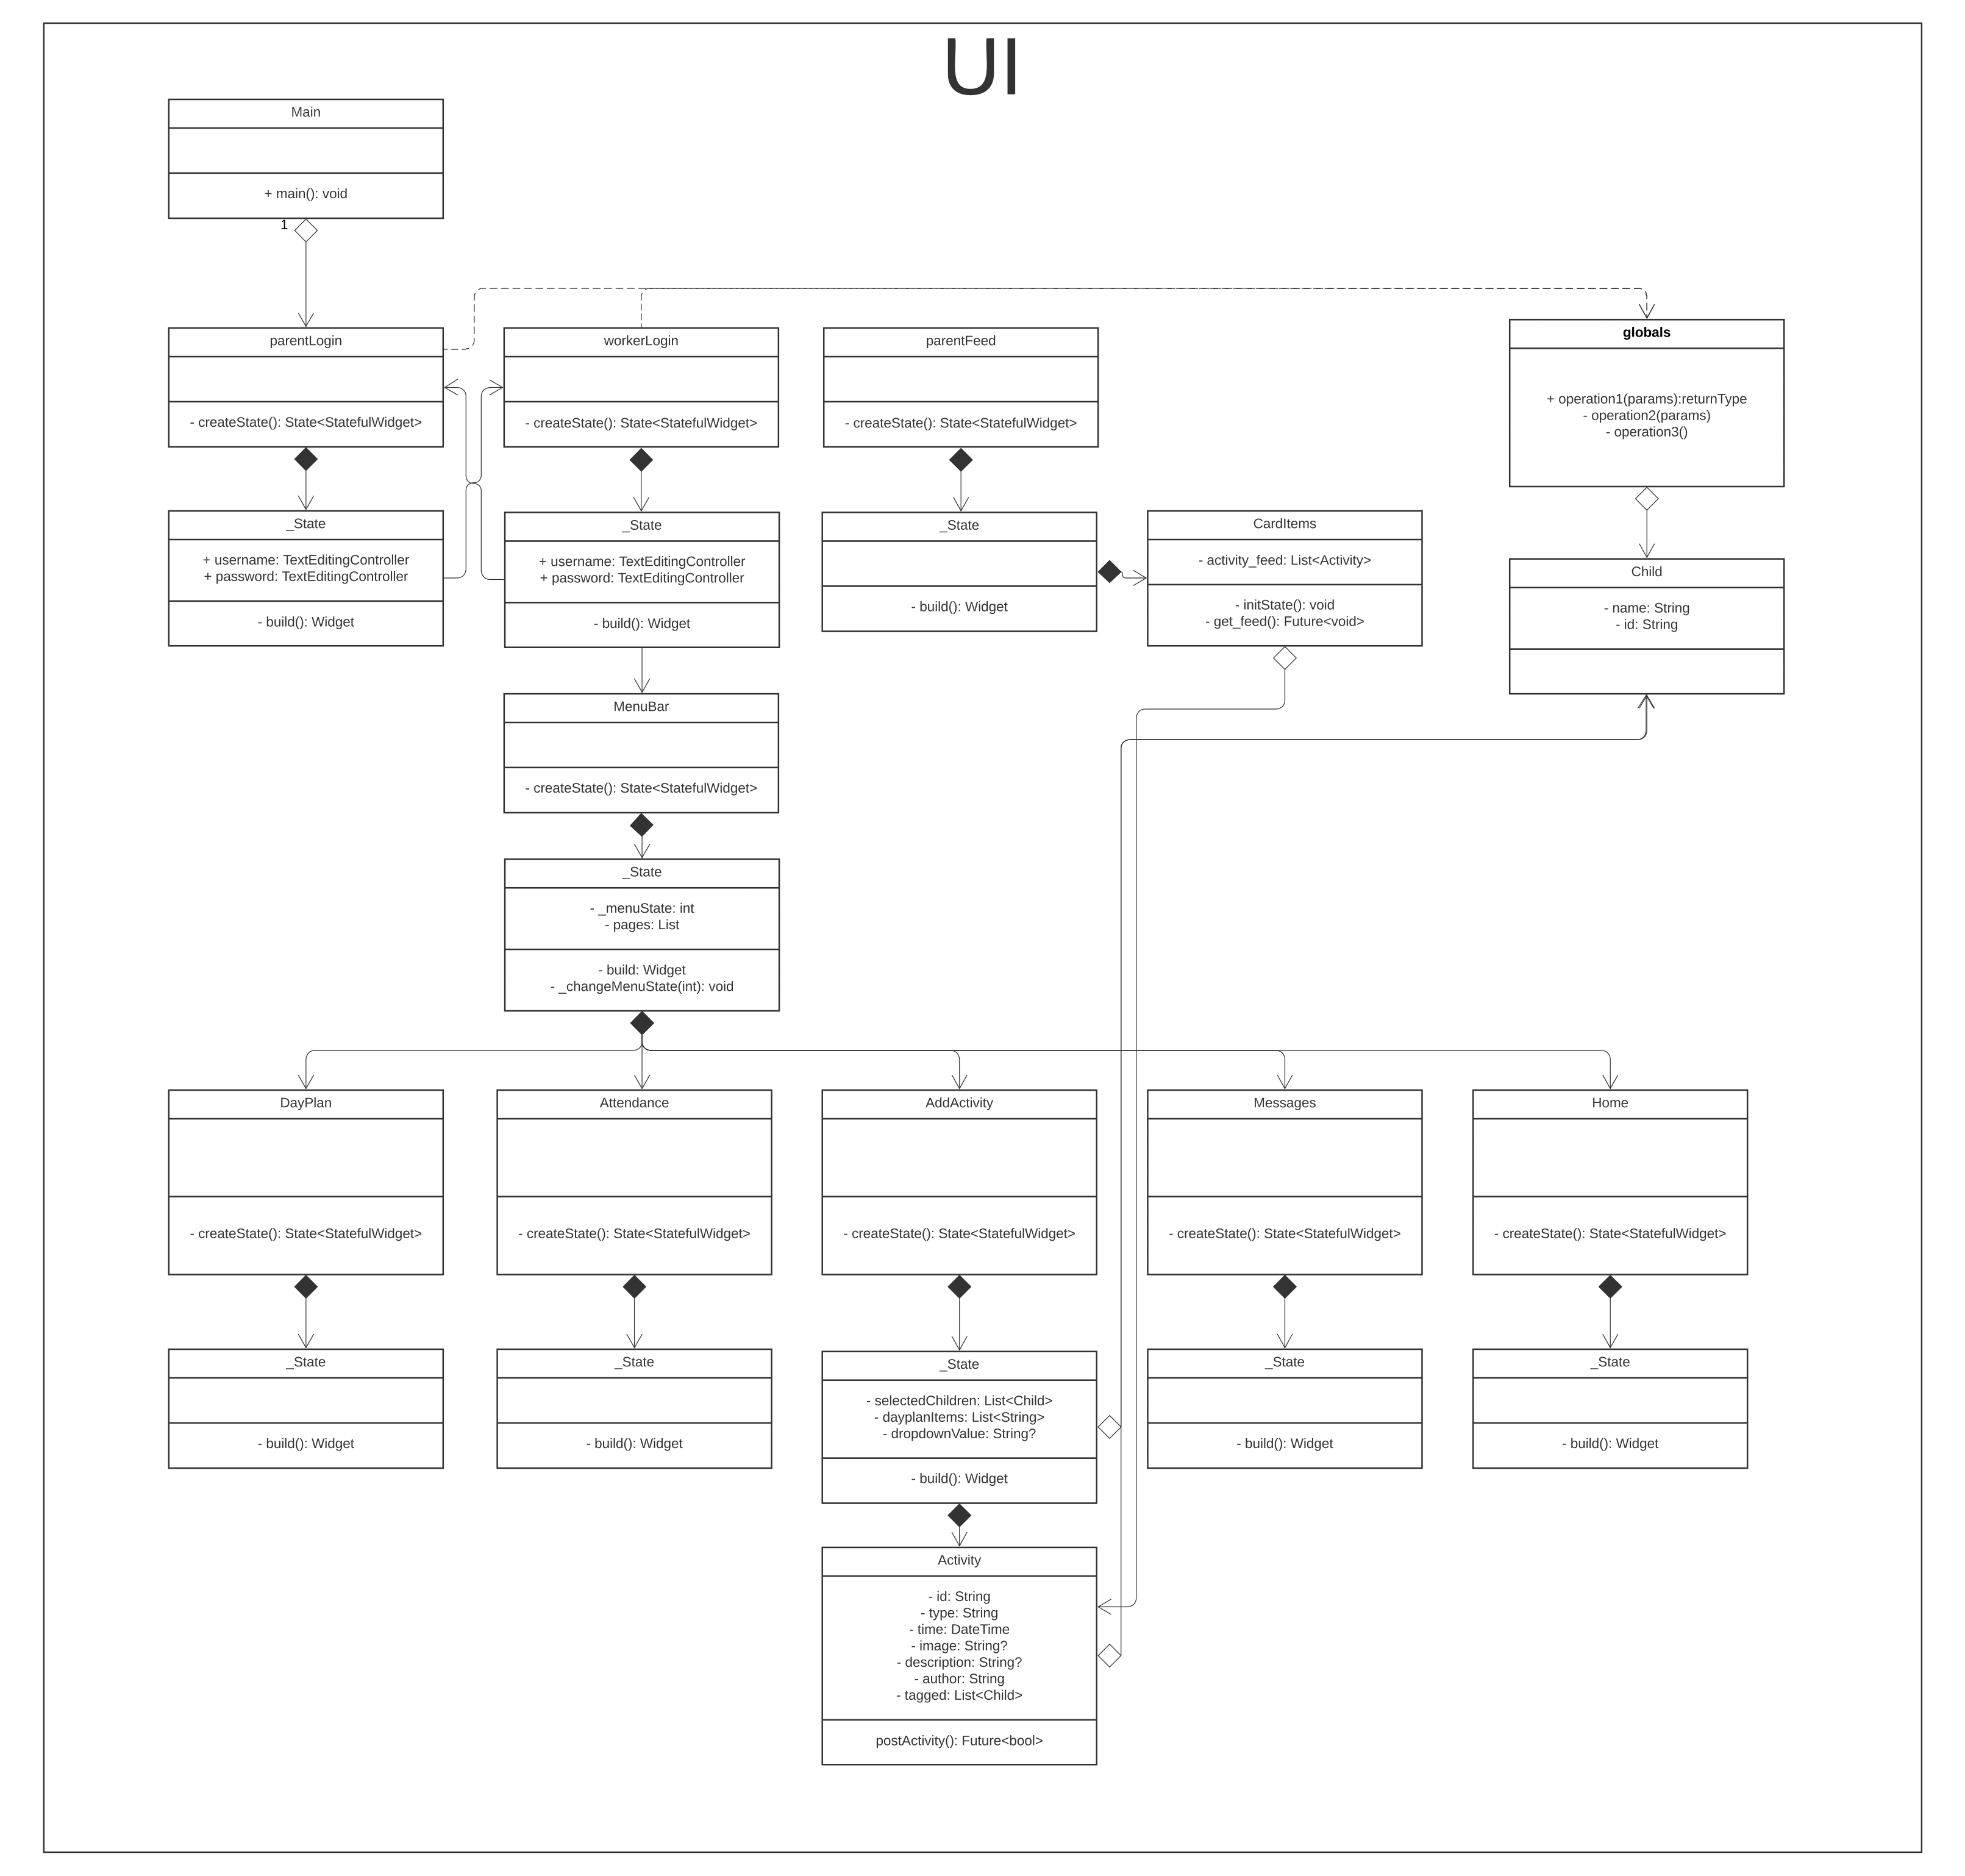 UI
Main
+ main(): void
1
parentLogin
- createState(): State<StatefulWidget>
workerLogin
- createState(): State<StatefulWidget>
parentFeed
- createState(): State<StatefulWidget>
globals
+ operation1(params):returnType
- operation2(params)
- operation3()
_State
+ username: TextEditingController
+ password: TextEditingController
- build(): Widget
_State
+ username: TextEditingController
+ password: TextEditingController
- build(): Widget
_State
- build(): Widget
CardItems
- activity_feed: List<Activity>
- initState(): void
- get_feed(): Future<void>
Child
- name: String
- id: String
MenuBar
- createState(): State<StatefulWidget>
_State
- _menuState: int
- pages: List
- build: Widget
- _changeMenuState(int): void
DayPlan
- createState(): State<StatefulWidget>
Attendance
- createState(): State<StatefulWidget>
AddActivity
- createState(): State<StatefulWidget>
Messages
- createState(): State<StatefulWidget>
Home
- createState(): State<StatefulWidget>
_State
- build(): Widget
_State
- build(): Widget
_State
- selectedChildren: List<Child>
- dayplanItems: List<String>
- dropdownValue: String?
- build(): Widget
_State
- build(): Widget
_State
- build(): Widget
Activity
- id: String
- type: String
- time: DateTime
- image: String?
- description: String?
- author: String
- tagged: List<Child>
postActivity(): Future<bool>